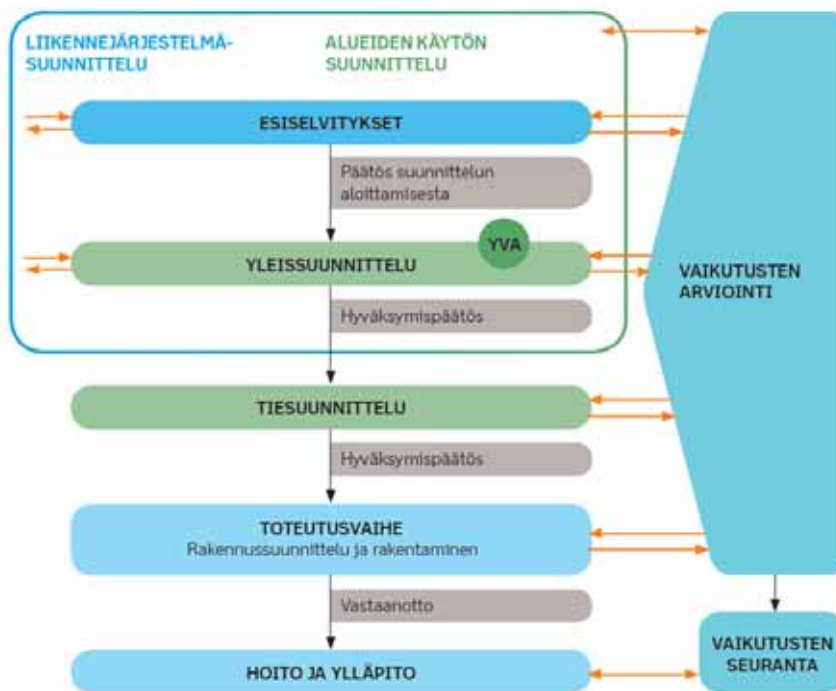 LIIKENNEJÄRJESTELMÄ-
SUUNNITTELU
ALUEIDEN KÄYTÖN
SUUNNITTELU
ESISELVITYKSET
Päätös suunnittelun
aloittamisesta
YVA
YLEISSUUNNITTELU
Hyväksymispäätös
VAIKUTUSTEN
ARVIOINTI
TIESUUNNITTELU
Hyväksymispäätös
TOTEUTUSVAIHE
Rakennussuunnittelu ja rakentaminen
Vastaanotto
HOITO JA YLLÄPITO
VAIKUTUSTEN
SEURANTA